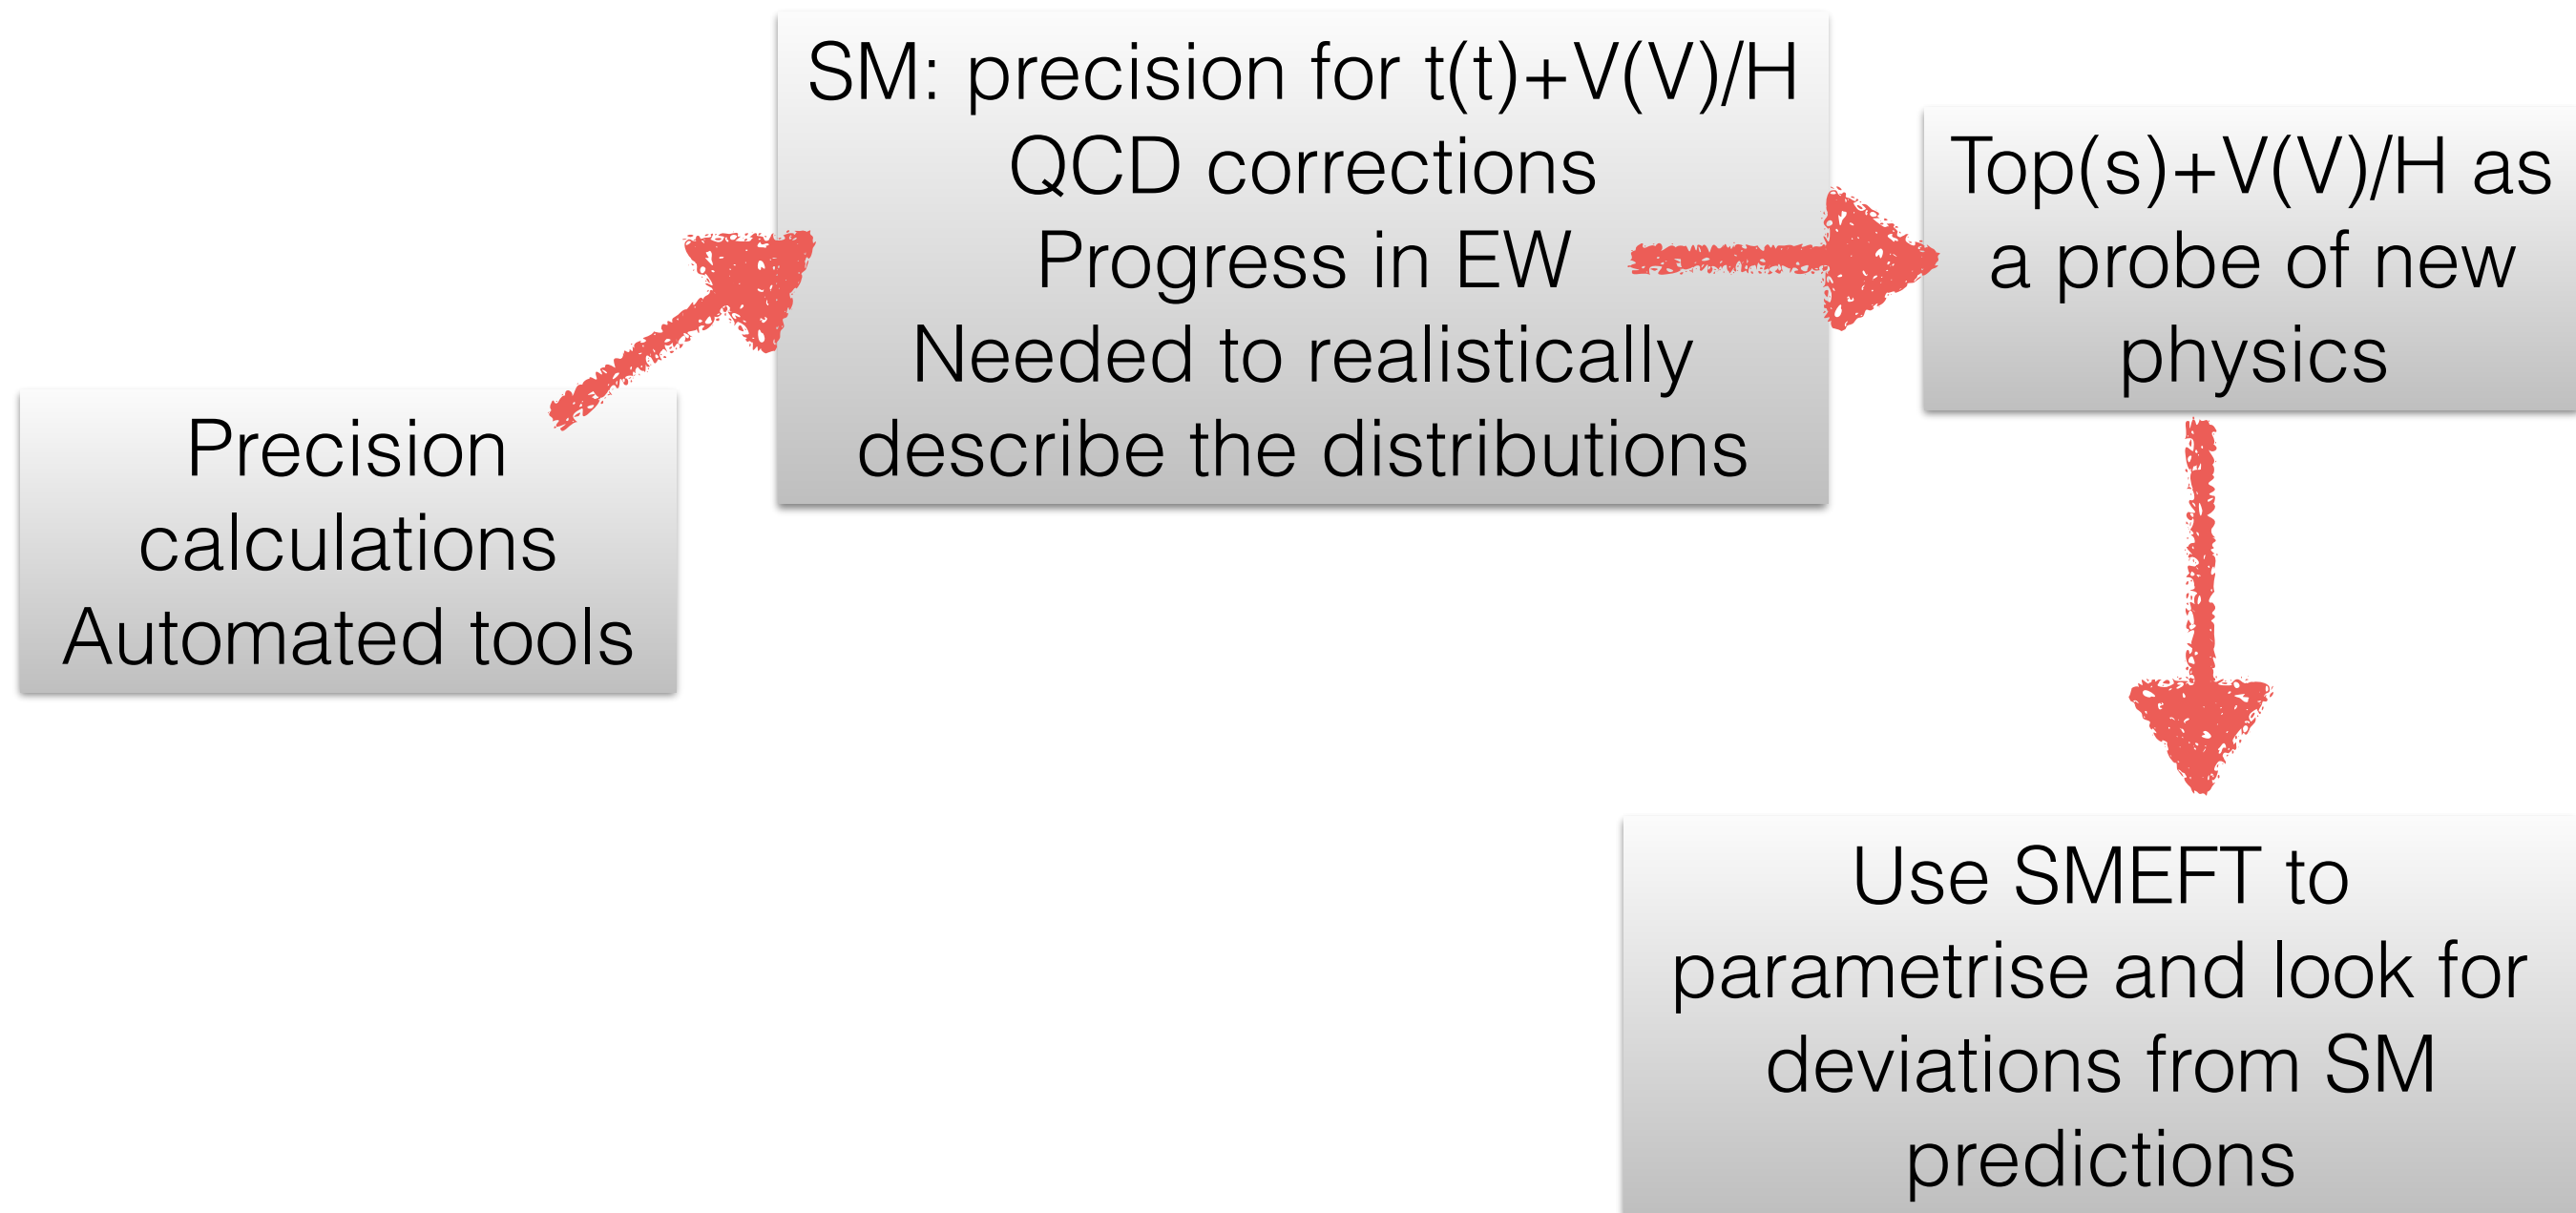 Precision
calculations
Automated tools
SM: precision for t(t)+V(V)/H
QCD corrections
Progress in EW
Needed to realistically
describe the distributions
Top(s)+V(V)/H as
a probe of new
physics
Use SMEFT to
parametrise and look for
deviations from SM
predictions